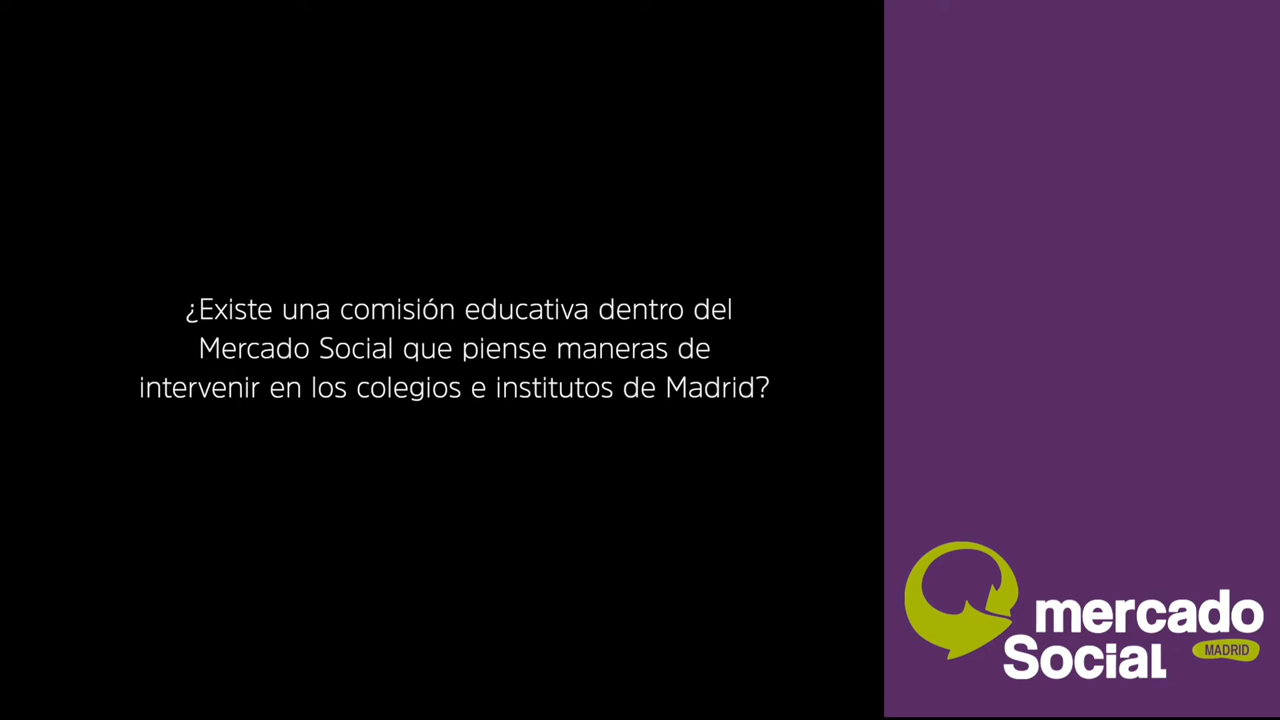 ¿Existe una comisión educativa dentro del
Mercado Social que piense maneras de
intervenir en los colegios e institutos de Madrid?
mercado
Social MADRID